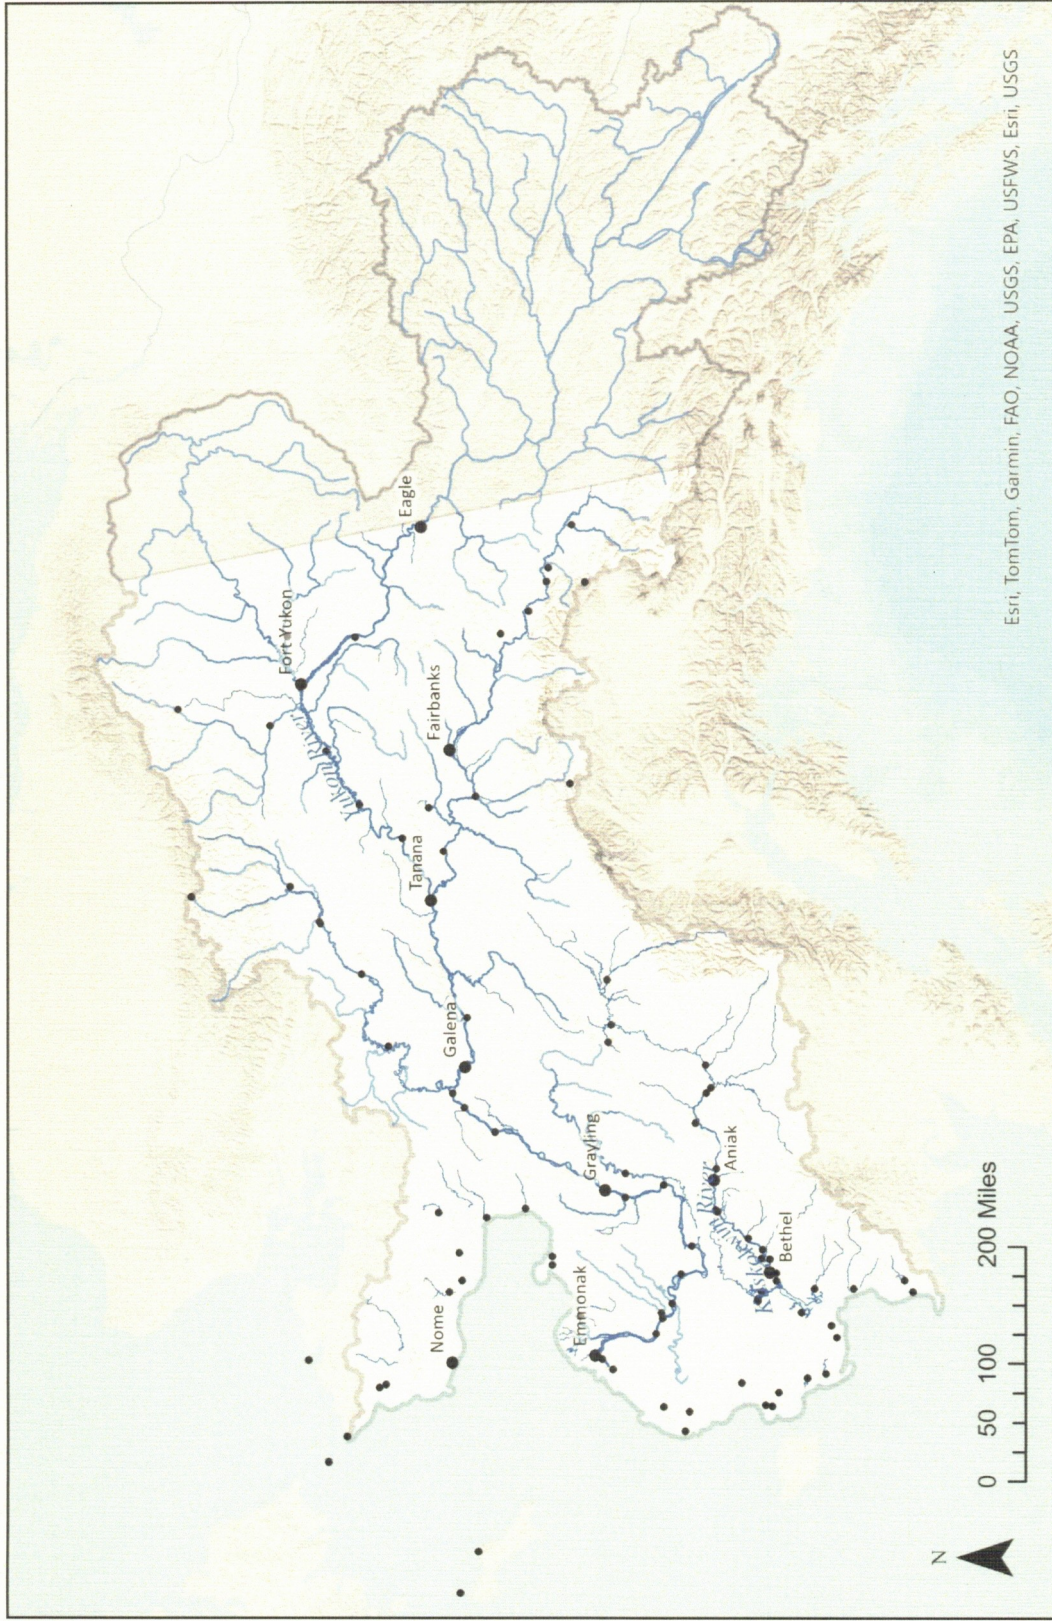 Fort Yukon
Yukon River
Eagle
Fairbanks
Tanana
Galena
Nome
Grayling
Emmonak
Aniak
Kuskokwim River
Bethel
N
0 50 100 200 Miles
Esri, TomTom, Garmin, FAO, NOAA, USGS, EPA, USFWS, Esri, USGS